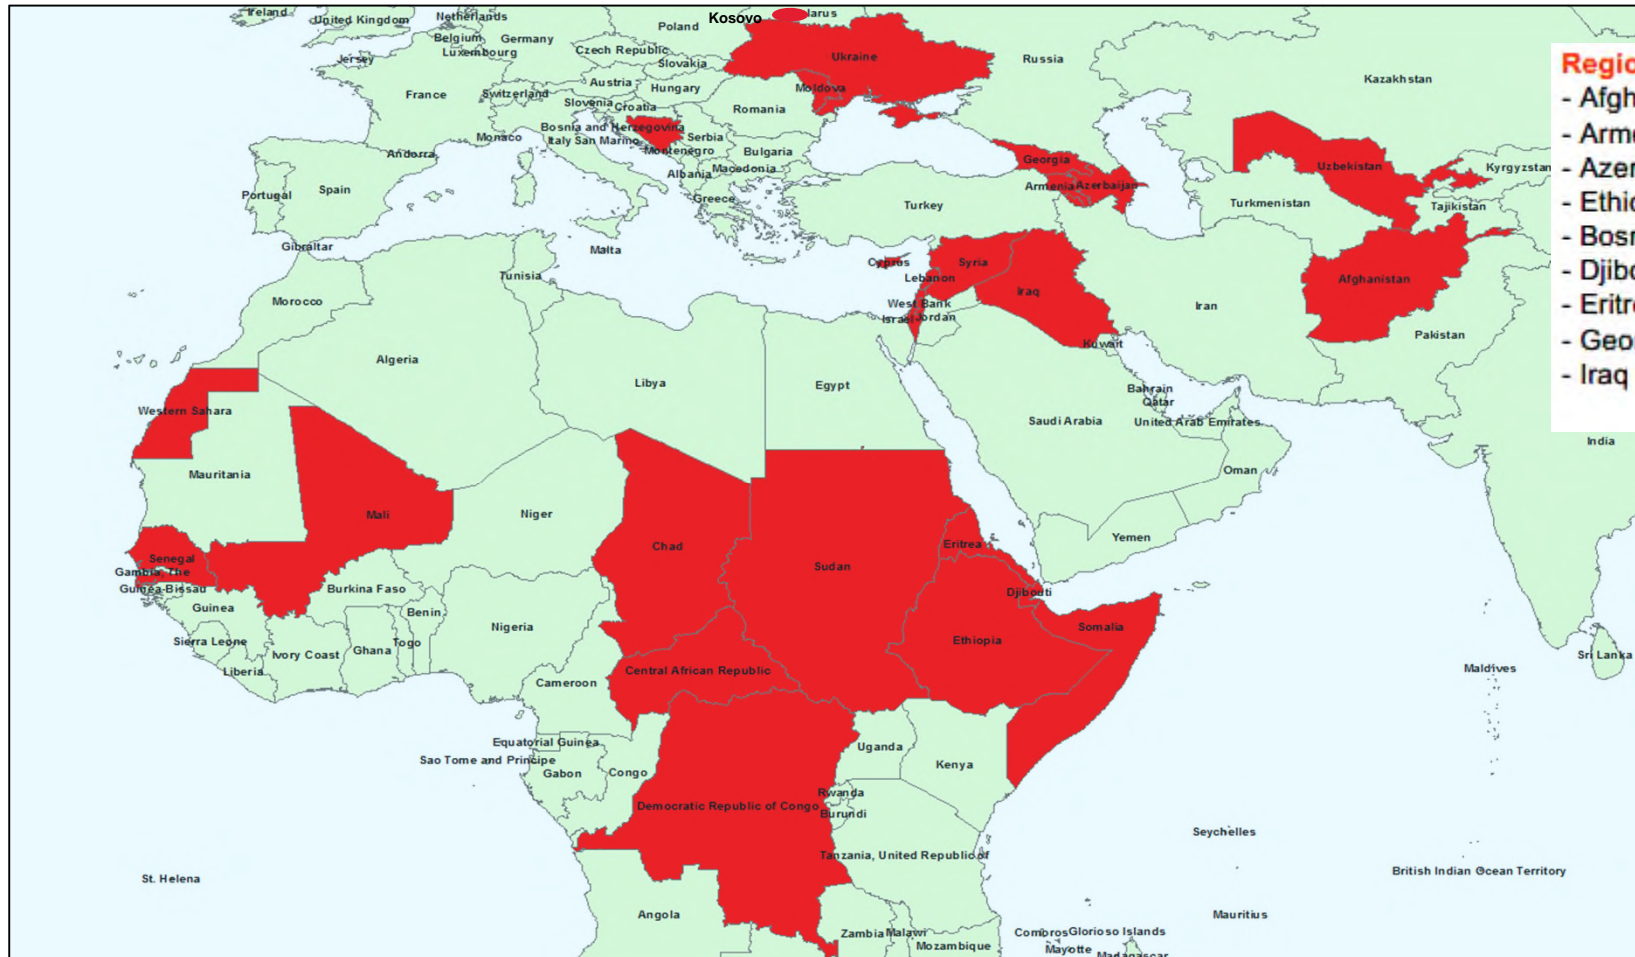 Ireland
United Kingdom
Netherlands
Kosovo
larus
Poland
Belgium
Germany
Luxembourg
Czech Republic
Ukraine
Russia
Jersey
Slovakia
Kazakhstan
Austria
Hungary
Moldova
France
Switzerland
Slovenia
Croatia
Romania
Monaco
Bosnia and Herzegovina
Serbia
Italy
San Marino
Montenegro
Bulgaria
Andorra
Albania
Macedonia
Georgia
Uzbekistan
Kyrgyzstan
Portugal
Spain
Greece
Armenia
Azerbaijan
Turkey
Turkmenistan
Tajikistan
Gibraltar
Malta
Cyprus
Syria
Tunisia
Lebanon
Afghanistan
Morocco
West Bank
Iraq
Israel
Jordan
Iran
Pakistan
Kuwait
Algeria
Libya
Egypt
Bahrain
Qatar
Western Sahara
Saudi Arabia
United Arab Emirates
India
Mauritania
Oman
Mali
Niger
Yemen
Senegal
Chad
Eritrea
Gambia, The
Sudan
Guinea-Bissau
Burkina Faso
Djibouti
Guinea
Benin
Nigeria
Somalia
Sierra Leone
Ivory Coast
Ghana
Togo
Ethiopia
Liberia
Central African Republic
Sri Lanka
Maldives
Cameroon
Equatorial Guinea
Uganda
Sao Tome and Principe
Gabon
Congo
Kenya
Rwanda
Democratic Republic of Congo
Burundi
Seychelles
Tanzania, United Republic of
St. Helena
British Indian Ocean Territory
Angola
Mauritius
Zambia
Malawi
Mozambique
Comoros
Glorioso Islands
Mayotte
Madagascar
Regio
- Afgh
- Arme
- Azer
- Ethio
- Bosn
- Djibo
- Eritre
- Geor
- Iraq